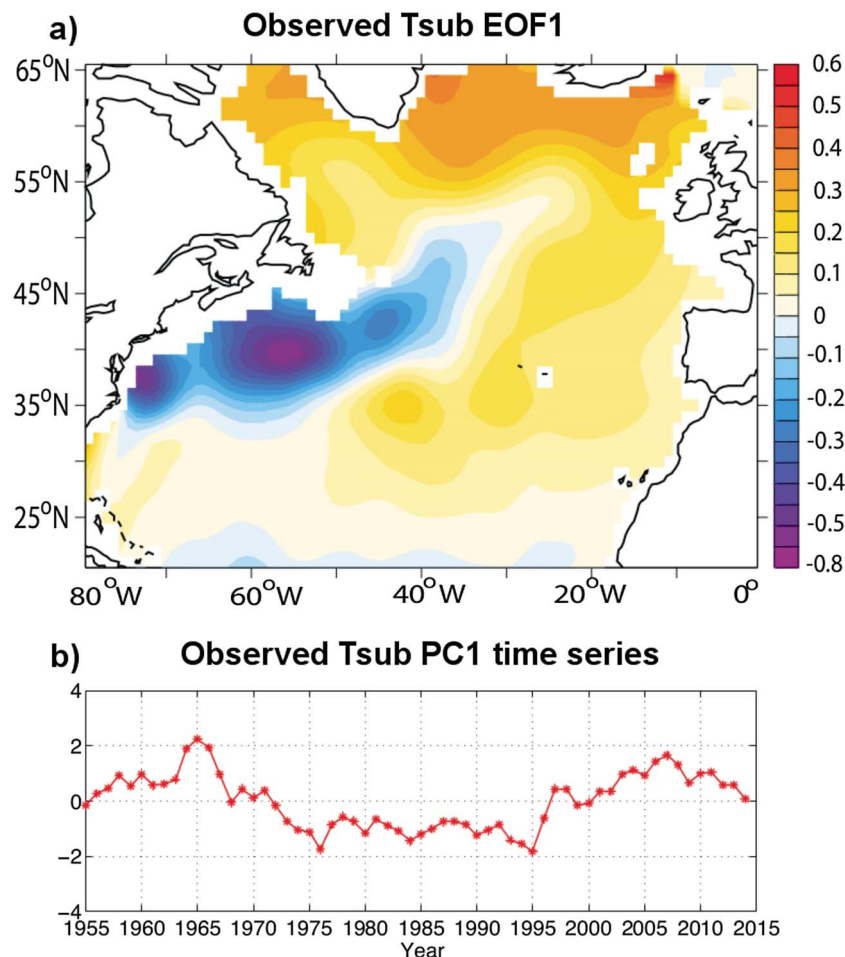 a) Observed Tsub EOF1
65°N
55°N
45°N
35°N
25°N
80°W 60°W 40°W 20°W 0°
0.6
0.5
0.4
0.3
0.2
0.1
0
-0.1
-0.2
-0.3
-0.4
-0.5
-0.8
b) Observed Tsub PC1 time series
4
2
0
−2
−4
1955 1960 1965 1970 1975 1980 1985 1990 1995 2000 2005 2010 2015
Year